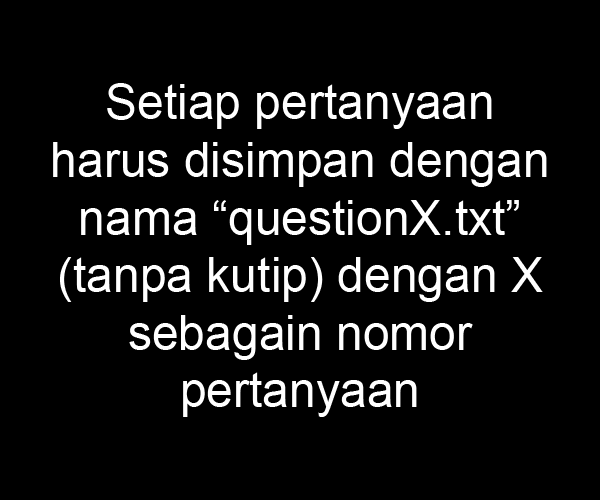 Setiap pertanyaan
harus disimpan dengan
nama “questionX.txt”
(tanpa kutip) dengan X
sebagain nomor
pertanyaan